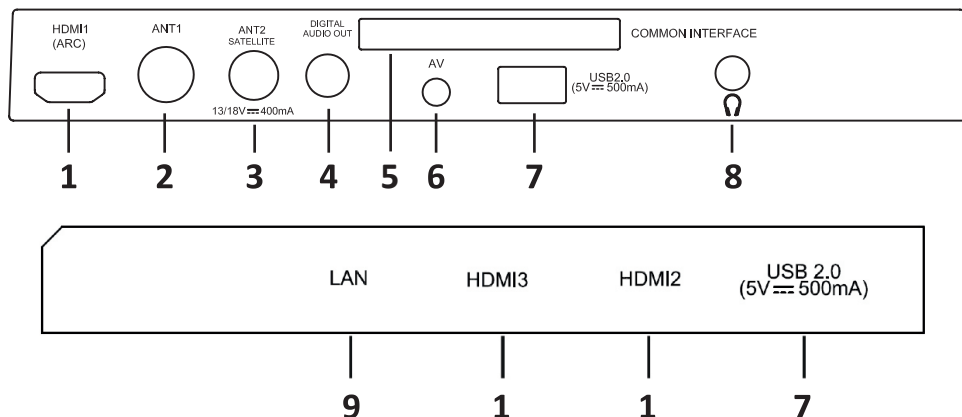 HDMI1
(ARC)
ANT1
ANT2
SATELLITE
13/18V⎓400mA
DIGITAL
AUDIO OUT
COMMON INTERFACE
AV
USB2.0
(5V⎓500mA)
1
2
3
4
5
6
7
8
LAN
HDMI3
HDMI2
USB 2.0
(5V⎓500mA)
9
1
1
7